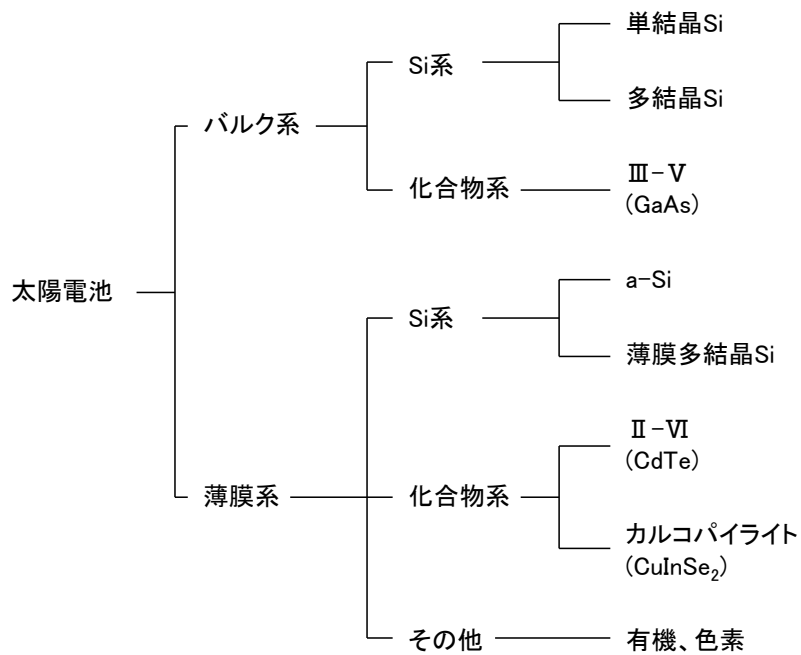 太陽電池
バルク系
Si系
単結晶Si
多結晶Si
化合物系
Ⅲ-Ⅴ
(GaAs)
薄膜系
Si系
a-Si
薄膜多結晶Si
化合物系
Ⅱ-Ⅵ
(CdTe)
カルコパイライト
(CuInSe₂)
その他
有機、色素